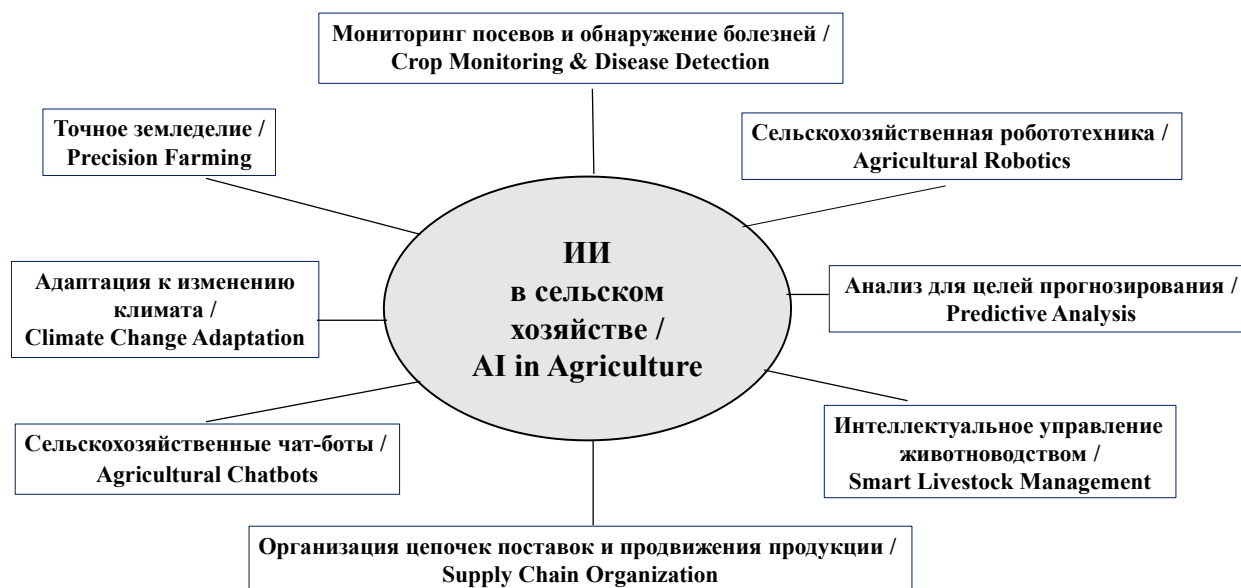 Мониторинг посевов и обнаружение болезней /
Crop Monitoring & Disease Detection
Точное земледелие /
Precision Farming
Сельскохозяйственная робототехника /
Agricultural Robotics
ИИ
в сельском
хозяйстве /
AI in Agriculture
Адаптация к изменению
климата /
Climate Change Adaptation
Анализ для целей прогнозирования /
Predictive Analysis
Сельскохозяйственные чат-боты /
Agricultural Chatbots
Интеллектуальное управление
животноводством /
Smart Livestock Management
Организация цепочек поставок и продвижения продукции /
Supply Chain Organization